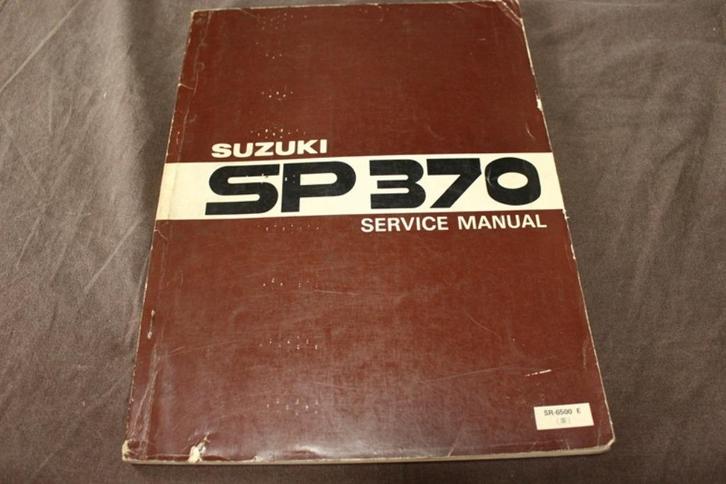 SUZUKI
SP370
SERVICE MANUAL
SR-6500 E